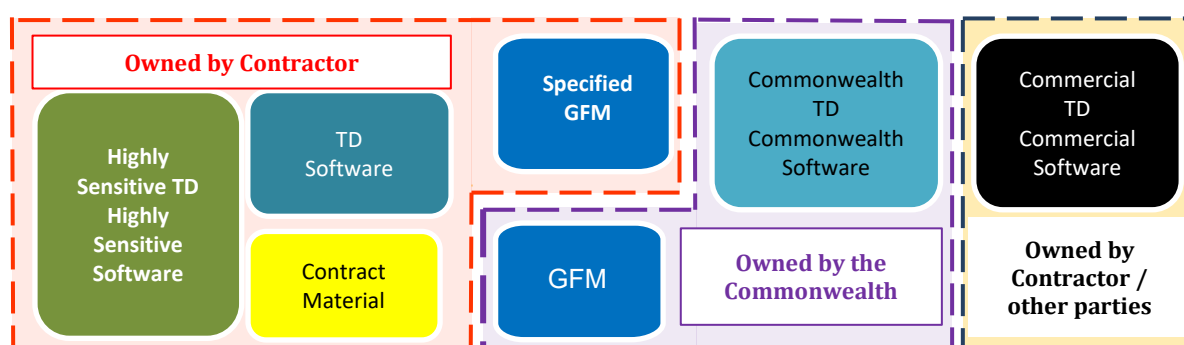 Owned by Contractor
Highly
Sensitive TD
Highly
Sensitive
Software
TD
Software
Contract
Material
Specified
GFM
GFM
Commonwealth
TD
Commonwealth
Software
Owned by the
Commonwealth
Commercial
TD
Commercial
Software
Owned by
Contractor /
other parties